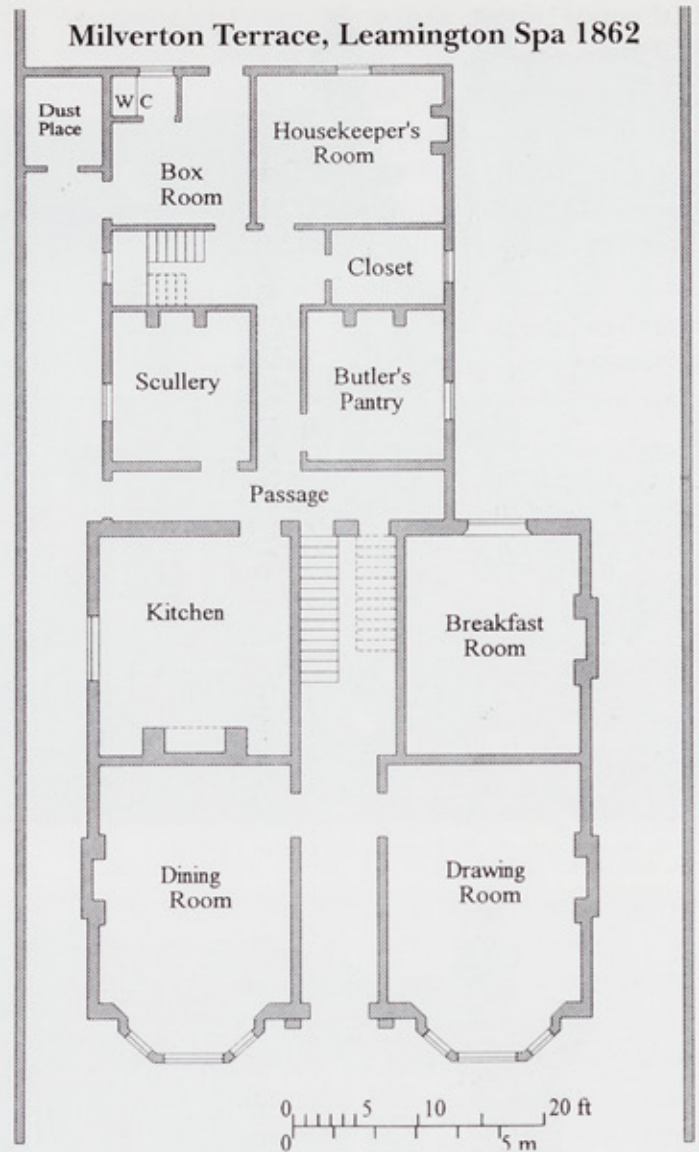 Milverton Terrace, Leamington Spa 1862
Dust
Place
W C
Housekeeper's
Room
Box
Room
Closet
Scullery
Butler's
Pantry
Passage
Kitchen
Breakfast
Room
Dining
Room
Drawing
Room
0 5 10 20 ft
0 5 m